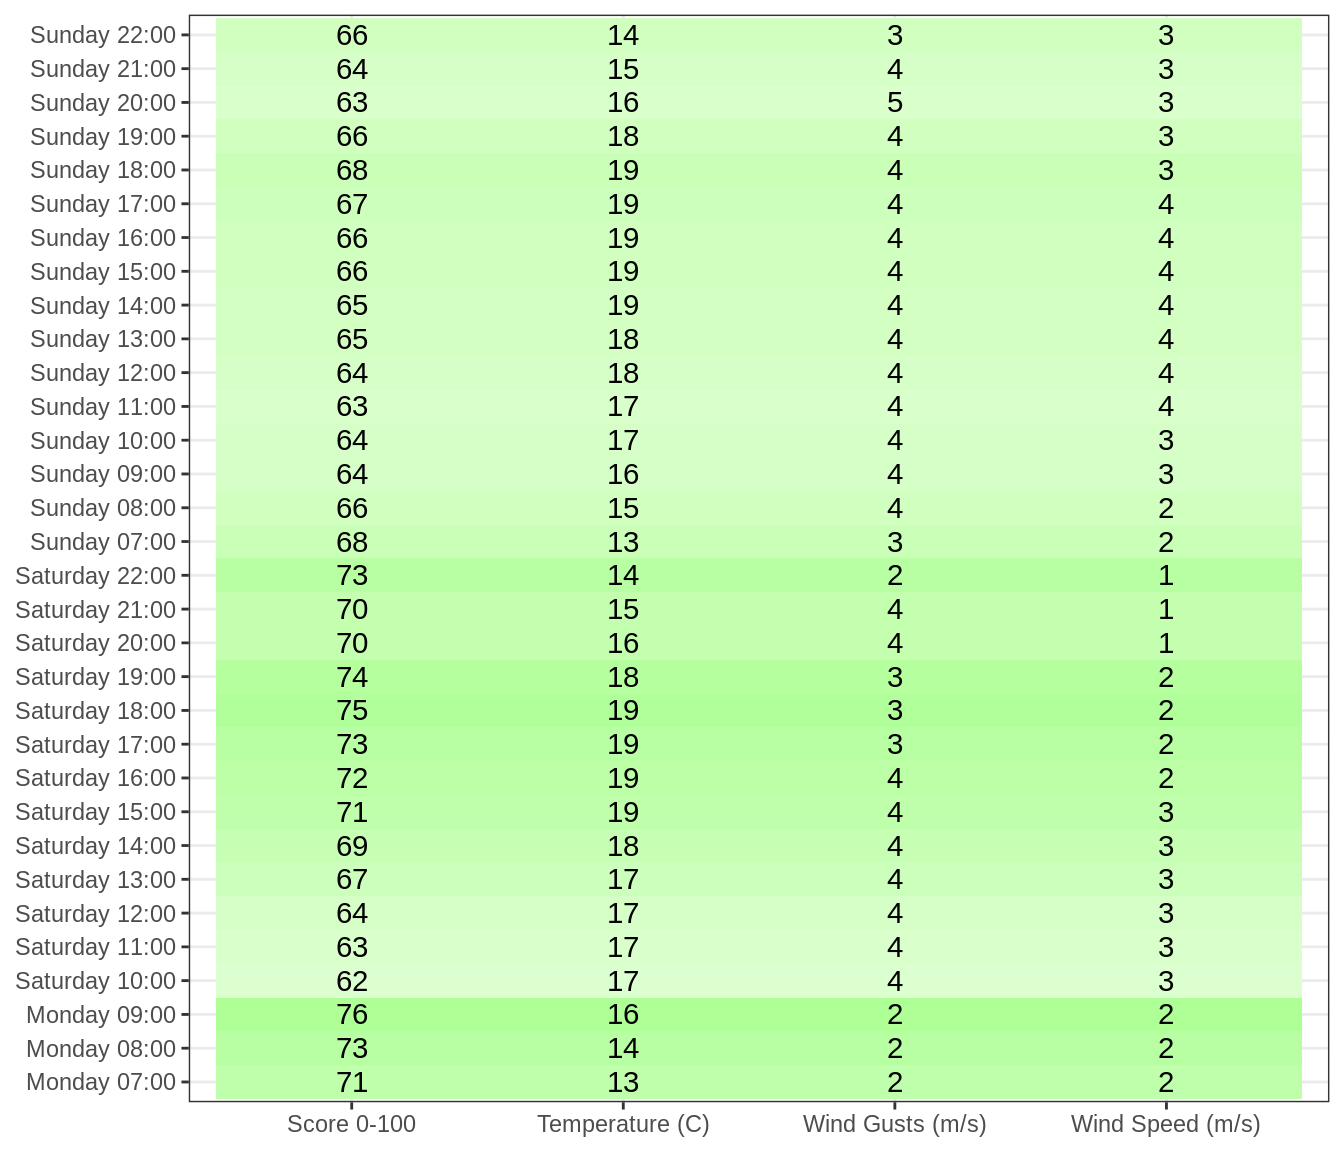 Sunday 22:00 66 14 3 3
Sunday 21:00 64 15 4 3
Sunday 20:00 63 16 5 3
Sunday 19:00 66 18 4 3
Sunday 18:00 68 19 4 3
Sunday 17:00 67 19 4 4
Sunday 16:00 66 19 4 4
Sunday 15:00 66 19 4 4
Sunday 14:00 65 19 4 4
Sunday 13:00 65 18 4 4
Sunday 12:00 64 18 4 4
Sunday 11:00 63 17 4 4
Sunday 10:00 64 17 4 3
Sunday 09:00 64 16 4 3
Sunday 08:00 66 15 4 2
Sunday 07:00 68 13 3 2
Saturday 22:00 73 14 2 1
Saturday 21:00 70 15 4 1
Saturday 20:00 70 16 4 1
Saturday 19:00 74 18 3 2
Saturday 18:00 75 19 3 2
Saturday 17:00 73 19 3 2
Saturday 16:00 72 19 4 2
Saturday 15:00 71 19 4 3
Saturday 14:00 69 18 4 3
Saturday 13:00 67 17 4 3
Saturday 12:00 64 17 4 3
Saturday 11:00 63 17 4 3
Saturday 10:00 62 17 4 3
Monday 09:00 76 16 2 2
Monday 08:00 73 14 2 2
Monday 07:00 71 13 2 2
Score 0-100 Temperature (C) Wind Gusts (m/s) Wind Speed (m/s)